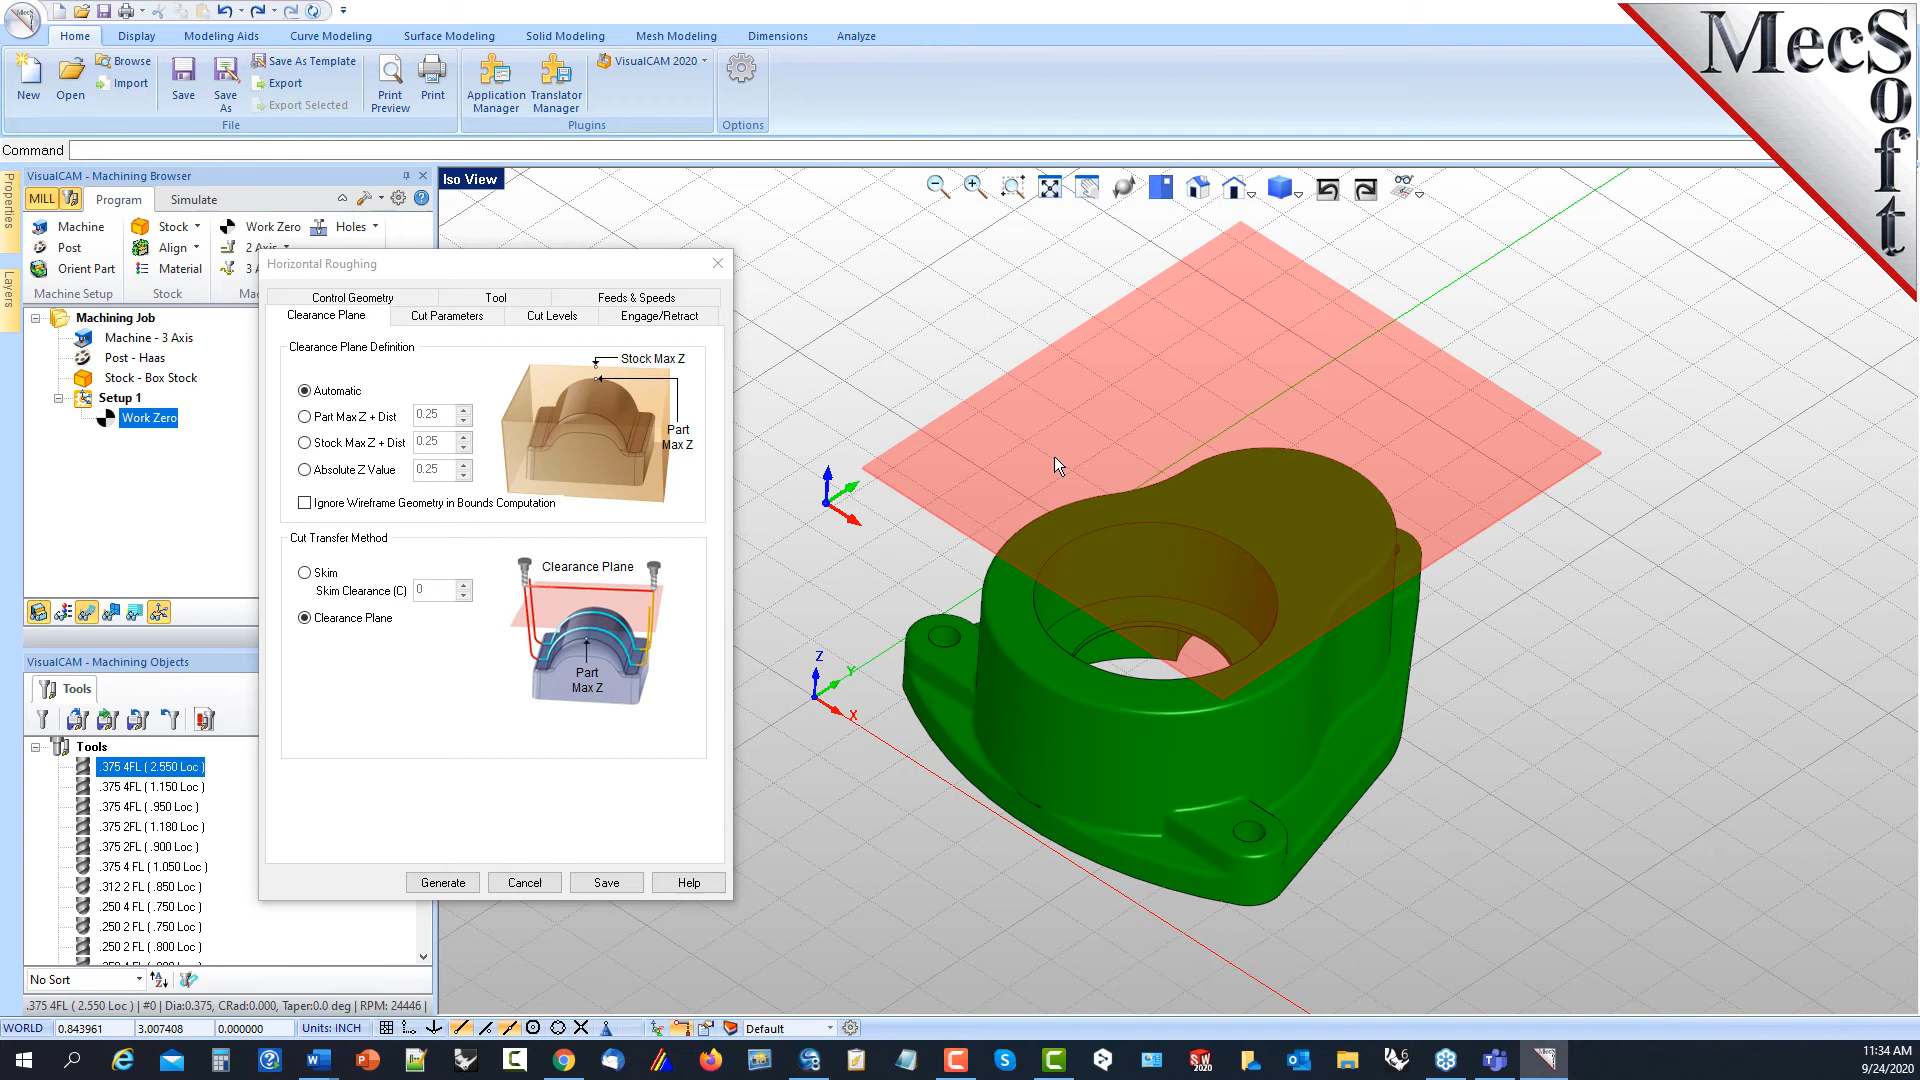 Home Display Modeling Aids Curve Modeling Surface Modeling Solid Modeling Mesh Modeling Dimensions Analyze
New Open Browse Import Save Save As Save As Template Export Export Selected Print Preview Print Application Manager Translator Manager VisualCAM 2020
File Plugins Options
Command
MecSoft
Properties
Layers
VisualCAM - Machining Browser
MILL Program Simulate
Machine Stock Work Zero Holes
Post Align 2 Axis
Orient Part Material 3 A
Machine Setup Stock Mac
Machining Job
Machine - 3 Axis
Post - Haas
Stock - Box Stock
Setup 1
Work Zero
VisualCAM - Machining Objects
Tools
Tools
.375 4FL ( 2.550 Loc )
.375 4FL ( 1.150 Loc )
.375 4FL ( .950 Loc )
.375 2FL ( 1.180 Loc )
.375 2FL ( .900 Loc )
.375 4 FL ( 1.050 Loc )
.312 2 FL ( .850 Loc )
.250 4 FL ( .750 Loc )
.250 2 FL ( .750 Loc )
.250 2 FL ( .800 Loc )
No Sort
.375 4FL ( 2.550 Loc ) | #0 | Dia:0.375, CRad:0.000, Taper:0.0 deg | RPM: 24446 |
Horizontal Roughing
Control Geometry Tool Feeds & Speeds
Clearance Plane Cut Parameters Cut Levels Engage/Retract
Clearance Plane Definition
Automatic
Part Max Z + Dist 0.25
Stock Max Z + Dist 0.25
Absolute Z Value 0.25
Ignore Wireframe Geometry in Bounds Computation
Stock Max Z
Part
Max Z
Cut Transfer Method
Skim
Skim Clearance (C) 0
Clearance Plane
Clearance Plane
Part
Max Z
Generate Cancel Save Help
Iso View
Z
Y
X
WORLD 0.843961 3.007408 0.000000 Units: INCH Default
11:34 AM
9/24/2020